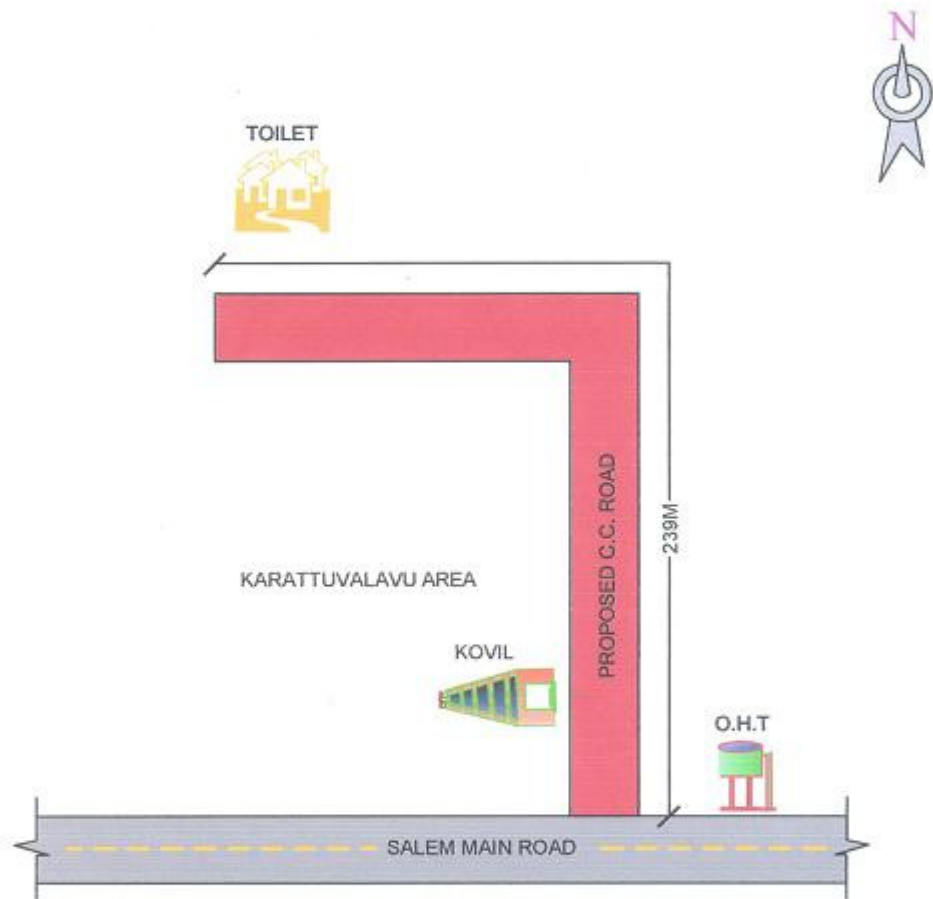 N
TOILET
PROPOSED C.C. ROAD
239M
KARATTUVALAVU AREA
KOVIL
O.H.T
SALEM MAIN ROAD